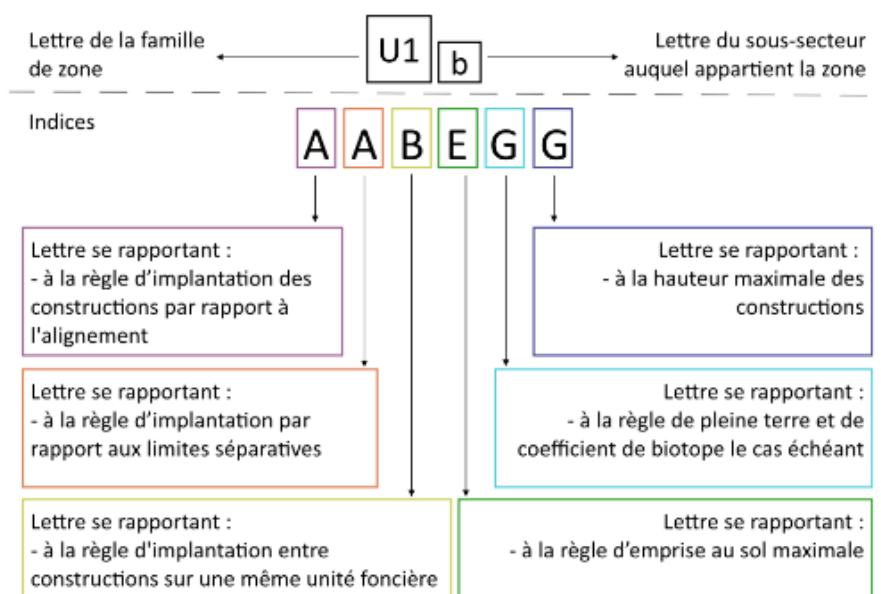 Lettre de la famille
de zone
U1
b
Lettre du sous-secteur
auquel appartient la zone
Indices
A A B E G G
Lettre se rapportant :
- à la règle d'implantation des
constructions par rapport à
l'alignement
Lettre se rapportant :
- à la hauteur maximale des
constructions
Lettre se rapportant :
- à la règle d'implantation par
rapport aux limites séparatives
Lettre se rapportant :
- à la règle de pleine terre et de
coefficient de biotope le cas échéant
Lettre se rapportant :
- à la règle d'implantation entre
constructions sur une même unité foncière
Lettre se rapportant :
- à la règle d'emprise au sol maximale